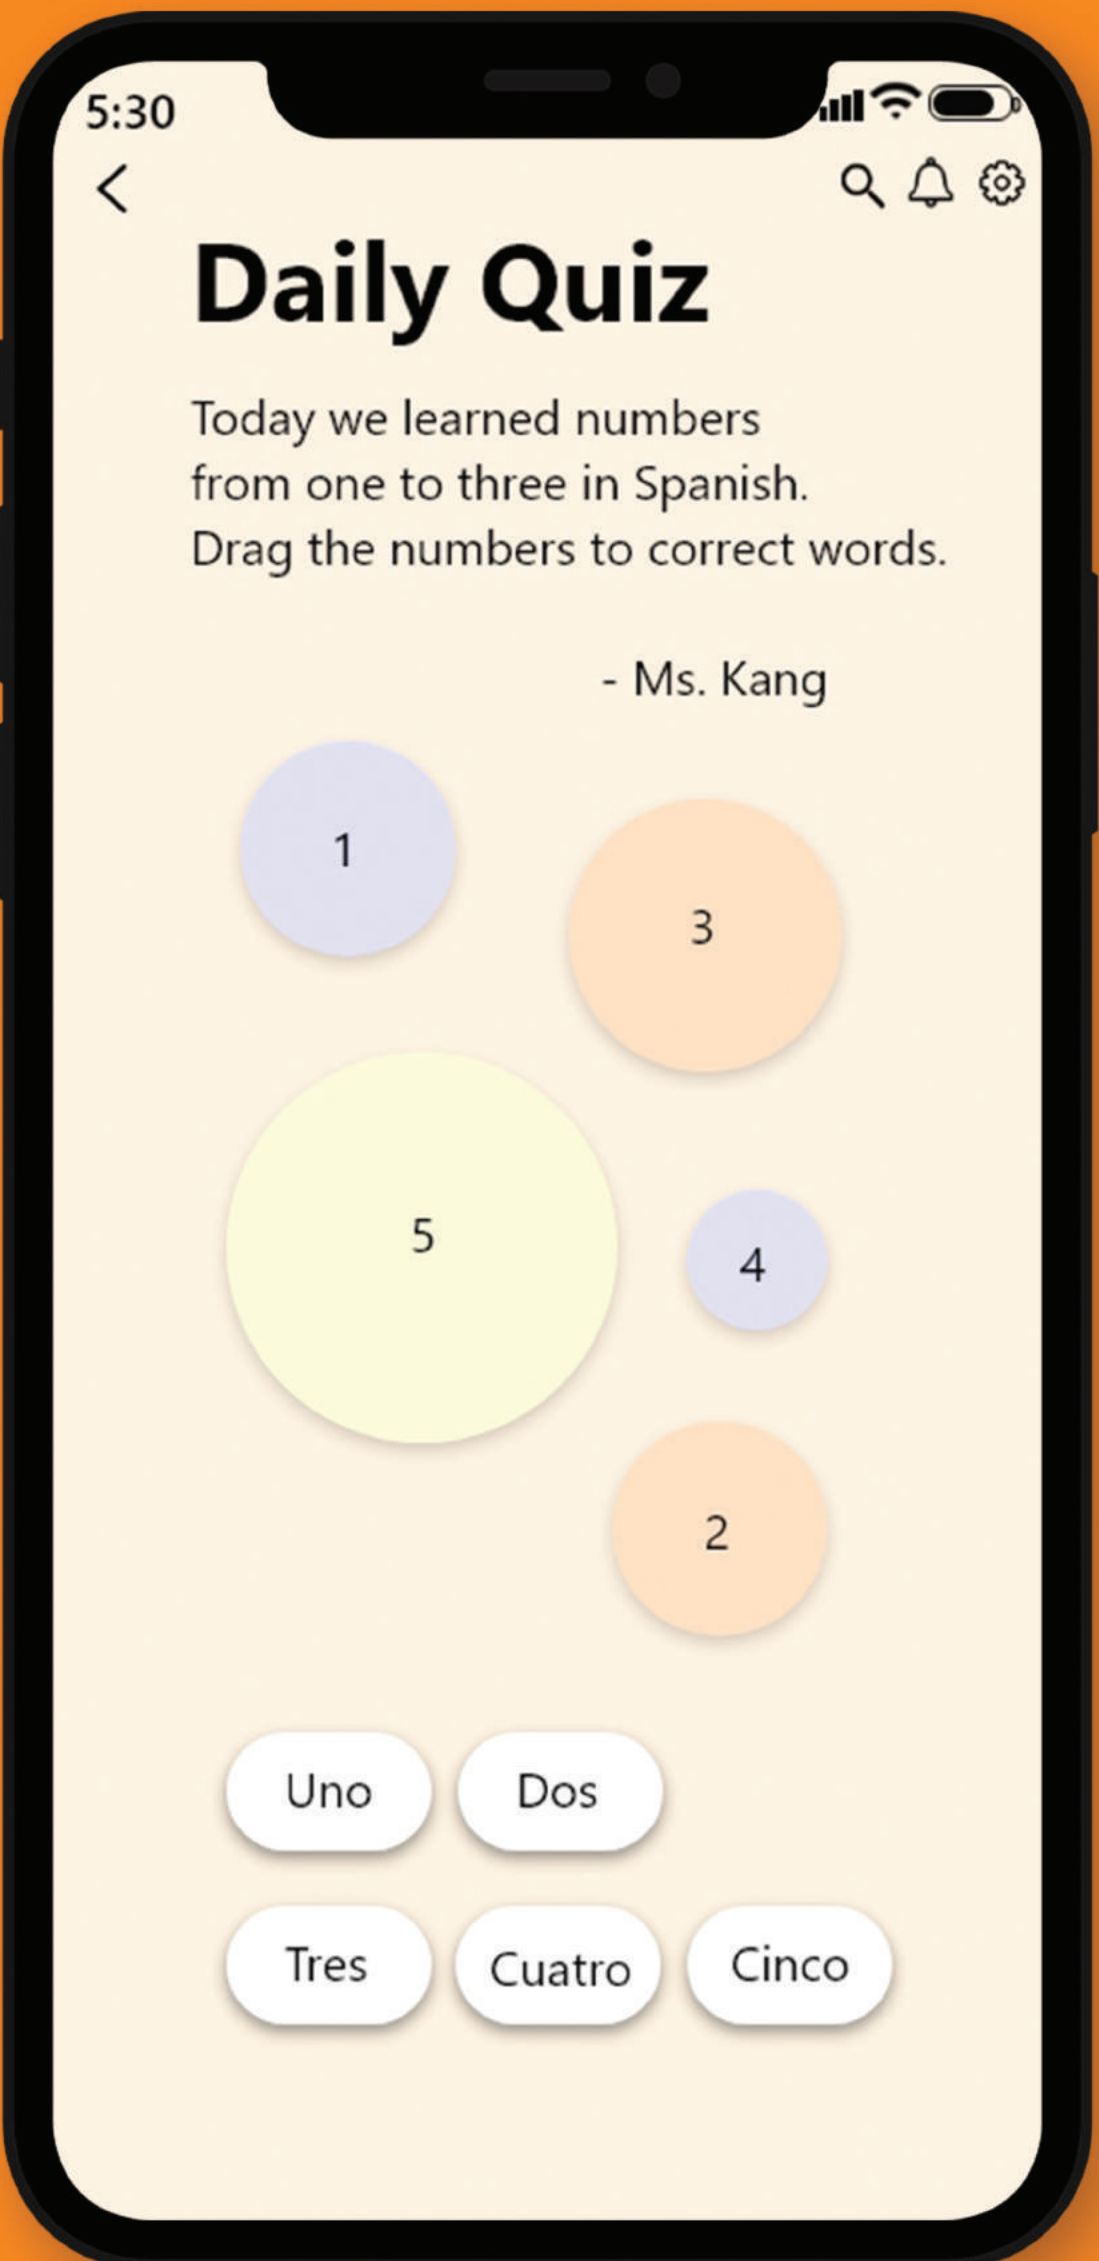 5:30
Daily Quiz
Today we learned numbers
from one to three in Spanish.
Drag the numbers to correct words.
- Ms. Kang
1
3
5
4
2
Uno Dos
Tres Cuatro Cinco